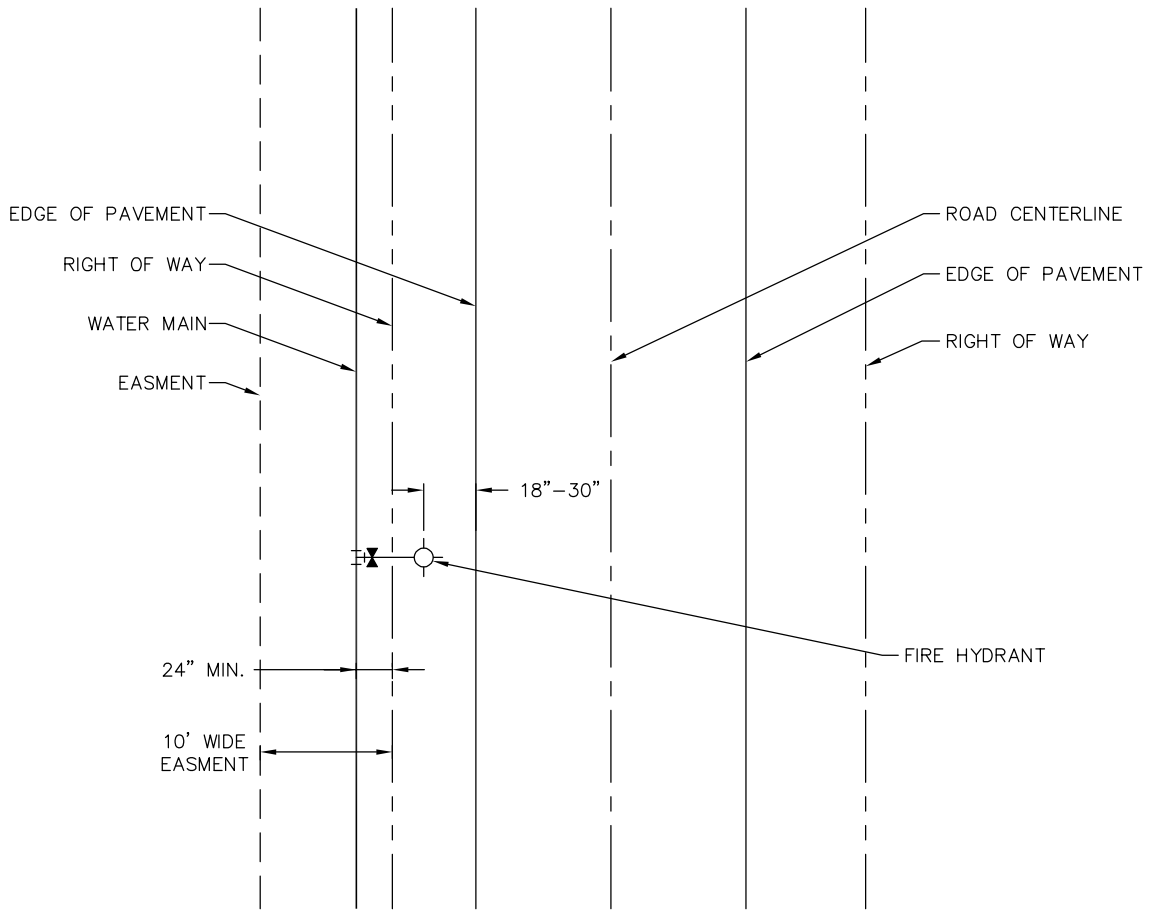 EDGE OF PAVEMENT
RIGHT OF WAY
WATER MAIN
EASMENT
ROAD CENTERLINE
EDGE OF PAVEMENT
RIGHT OF WAY
18”–30”
FIRE HYDRANT
24” MIN.
10’ WIDE
EASMENT